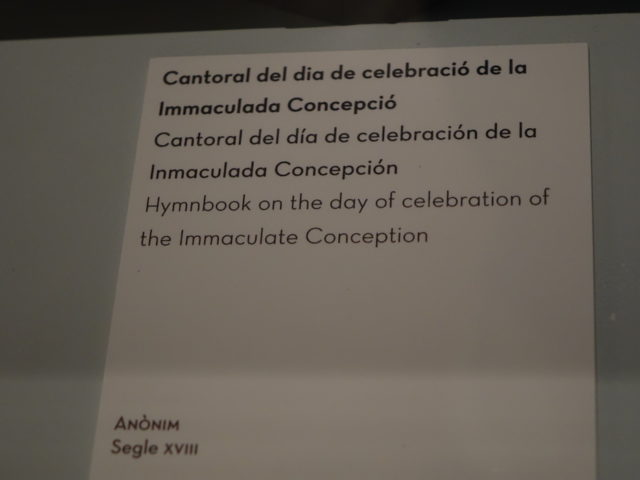 Cantoral del dia de celebració de la
Immaculada Concepció
Cantoral del día de celebración de la
Inmaculada Concepción
Hymnbook on the day of celebration of
the Immaculate Conception
Anònim
Segle XVIII